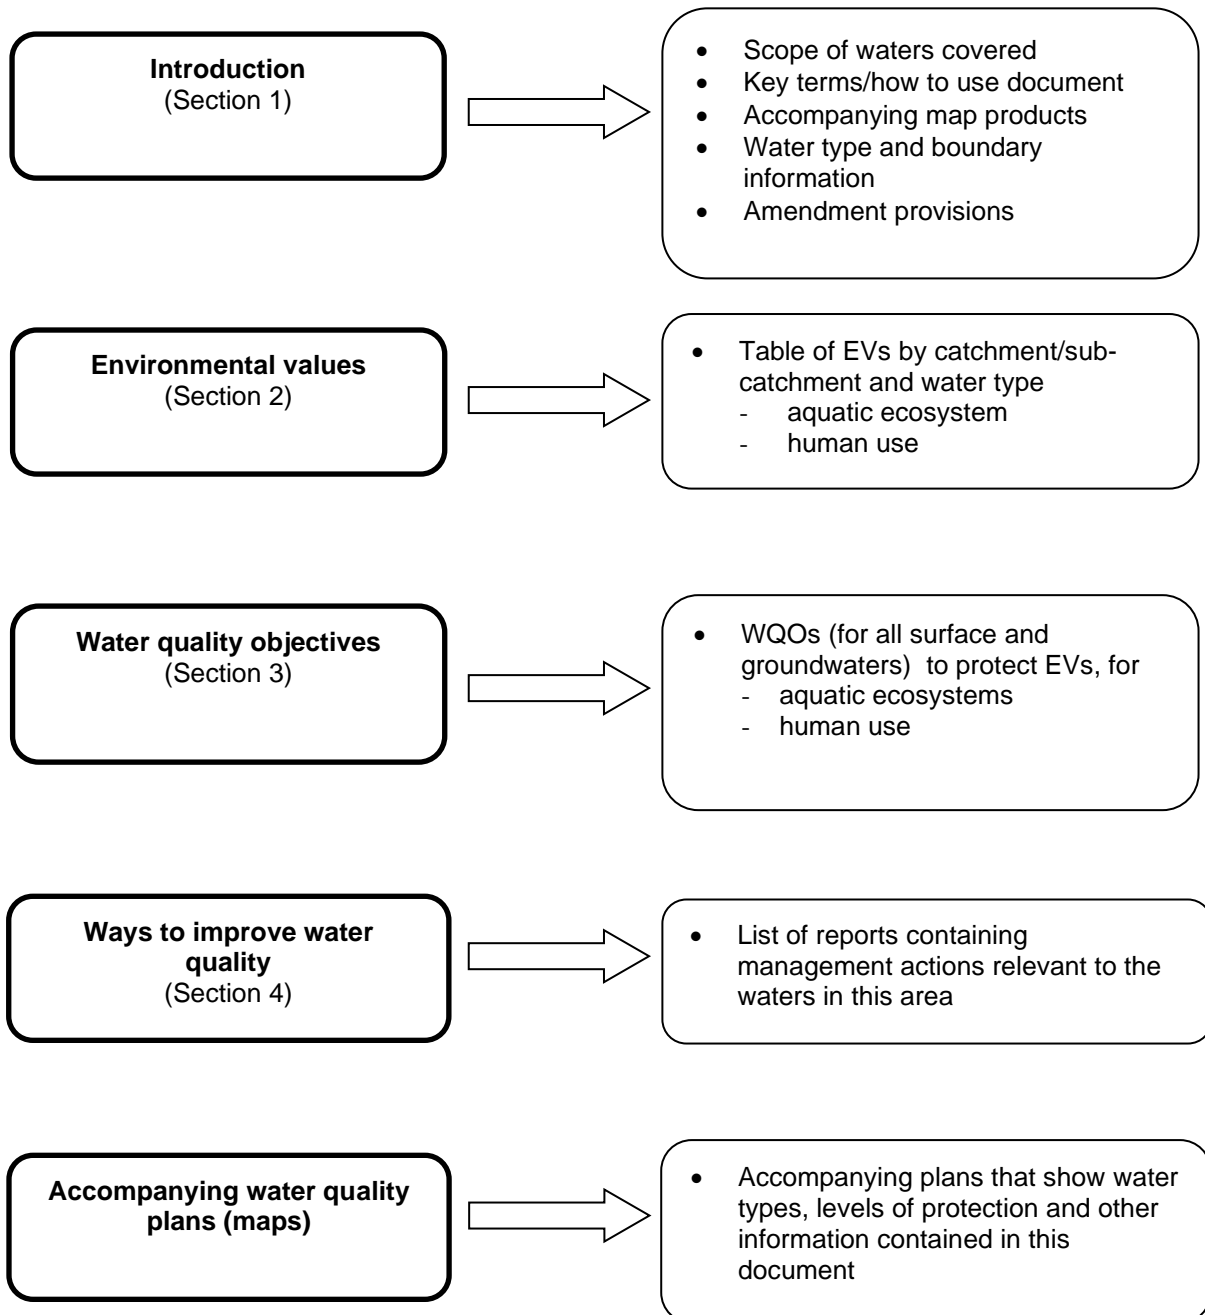 Introduction
(Section 1)
• Scope of waters covered
• Key terms/how to use document
• Accompanying map products
• Water type and boundary
information
• Amendment provisions
Environmental values
(Section 2)
• Table of EVs by catchment/sub-
catchment and water type
- aquatic ecosystem
- human use
Water quality objectives
(Section 3)
• WQOs (for all surface and
groundwaters) to protect EVs, for
- aquatic ecosystems
- human use
Ways to improve water
quality
(Section 4)
• List of reports containing
management actions relevant to the
waters in this area
Accompanying water quality
plans (maps)
• Accompanying plans that show water
types, levels of protection and other
information contained in this
document